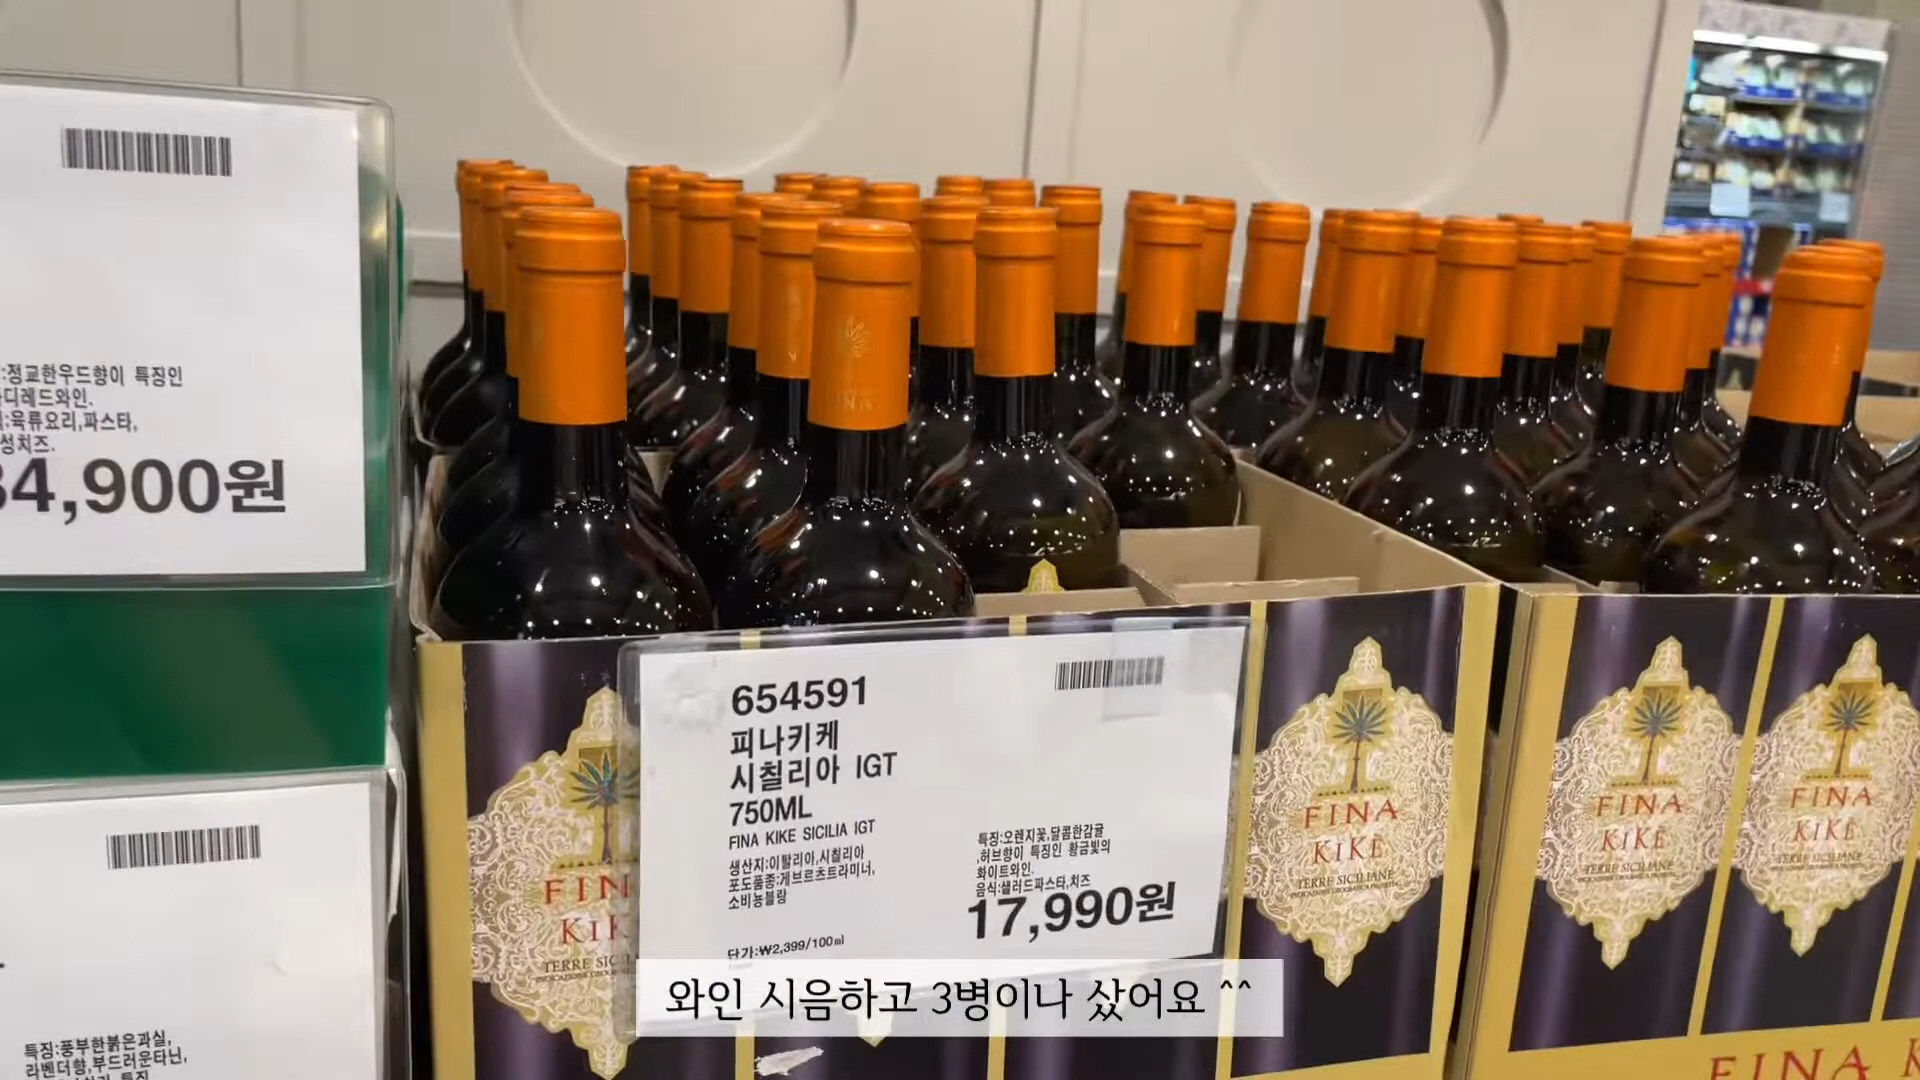 :정교한우드향이 특징인
디레드와인.
:육류요리,파스타,
성치즈.
34,900원
654591
피나키케
시칠리아 IGT
750ML
FINA KIKE SICILIA IGT
생산지:이탈리아,시칠리아
포도품종:게브르츠트라미너,
소비뇽블랑
단가:₩2,399/100㎖
특징:오렌지꽃,달콤한감귤
,허브향이 특징인 황금빛의
화이트와인.
음식:샐러드파스타,치즈
17,990원
FIN
KIK
TERRE SICI
FINA
KIKE
TERRE SICILIANE
FINA
KIKE
TERRE SICILIANE
FINA
KIKE
TERRE SICILIANE
FINA K
특징:풍부한붉은과실,
라벤더향,부드러운타닌,
와인 시음하고 3병이나 샀어요 ^^